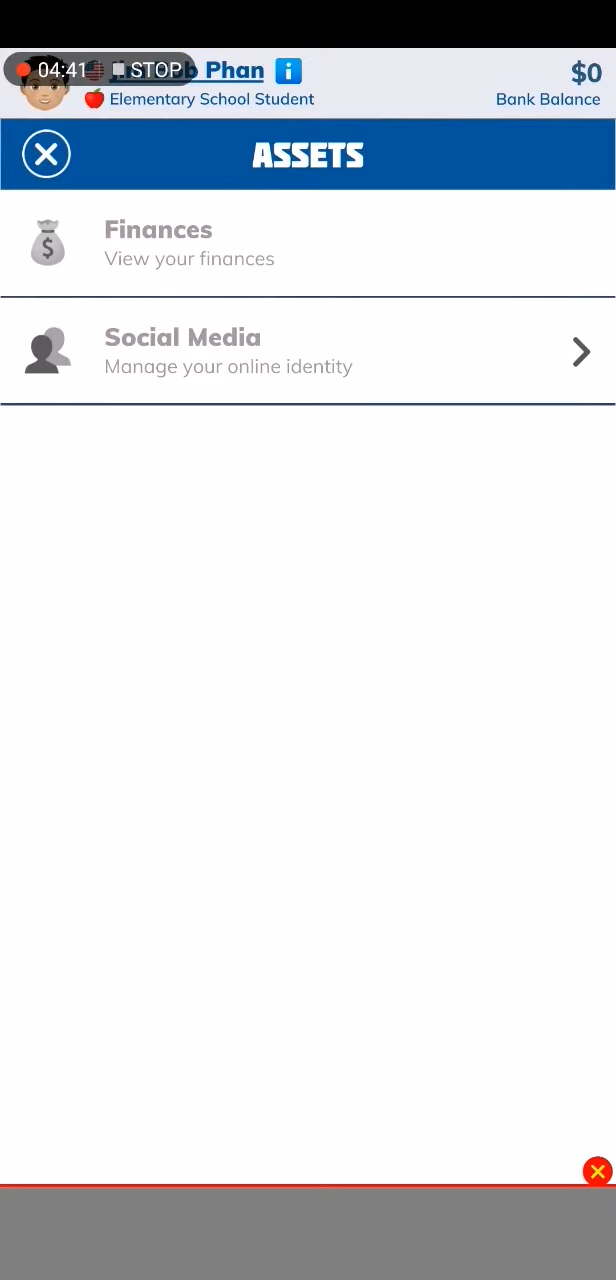 04:41 STOP Phan
$0
Elementary School Student
Bank Balance
ASSETS
Finances
View your finances
Social Media
Manage your online identity